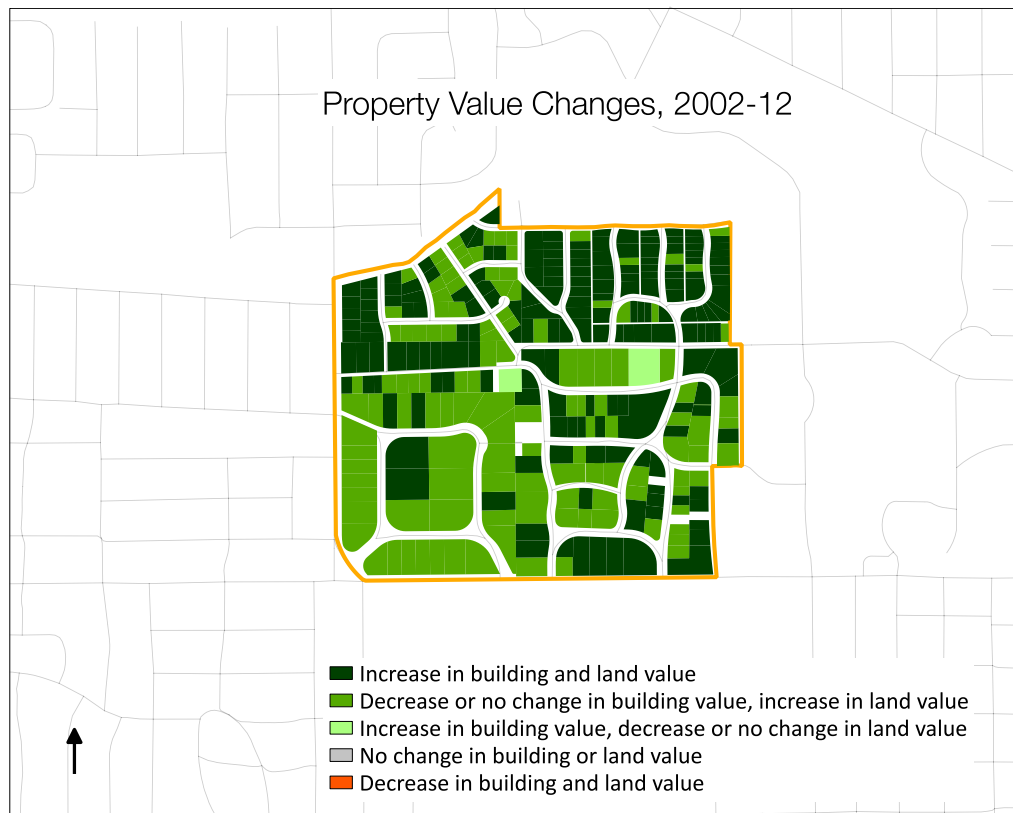 Property Value Changes, 2002-12
Increase in building and land value
Decrease or no change in building value, increase in land value
Increase in building value, decrease or no change in land value
No change in building or land value
Decrease in building and land value